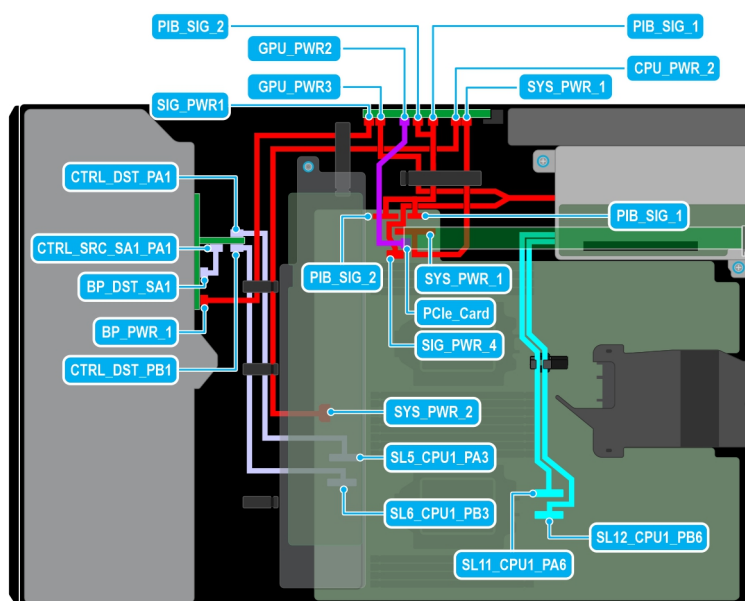 PIB_SIG_2
PIB_SIG_1
GPU_PWR2
CPU_PWR_2
GPU_PWR3
SYS_PWR_1
SIG_PWR1
CTRL_DST_PA1
PIB_SIG_1
CTRL_SRC_SA1_PA1
PIB_SIG_2
SYS_PWR_1
BP_DST_SA1
PCIe_Card
BP_PWR_1
SIG_PWR_4
CTRL_DST_PB1
SYS_PWR_2
SL5_CPU1_PA3
SL6_CPU1_PB3
SL12_CPU1_PB6
SL11_CPU1_PA6